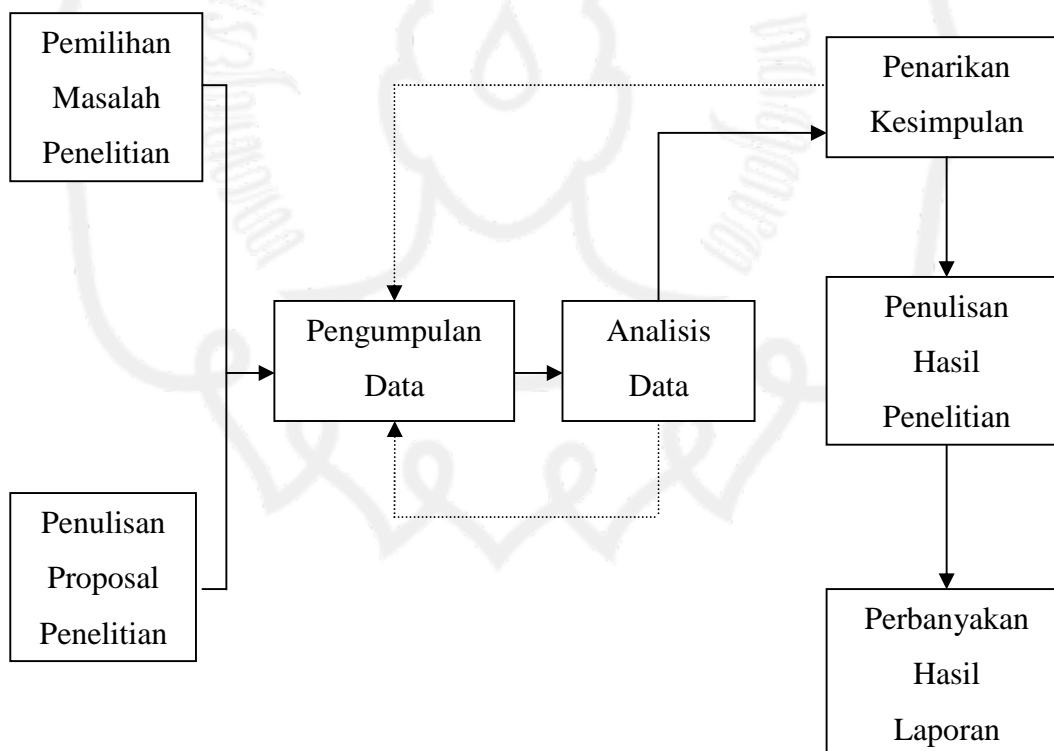 Pemilihan
Masalah
Penelitian
Penarikan
Kesimpulan
Pengumpulan
Data
Analisis
Data
Penulisan
Hasil
Penelitian
Penulisan
Proposal
Penelitian
Perbanyakan
Hasil
Laporan